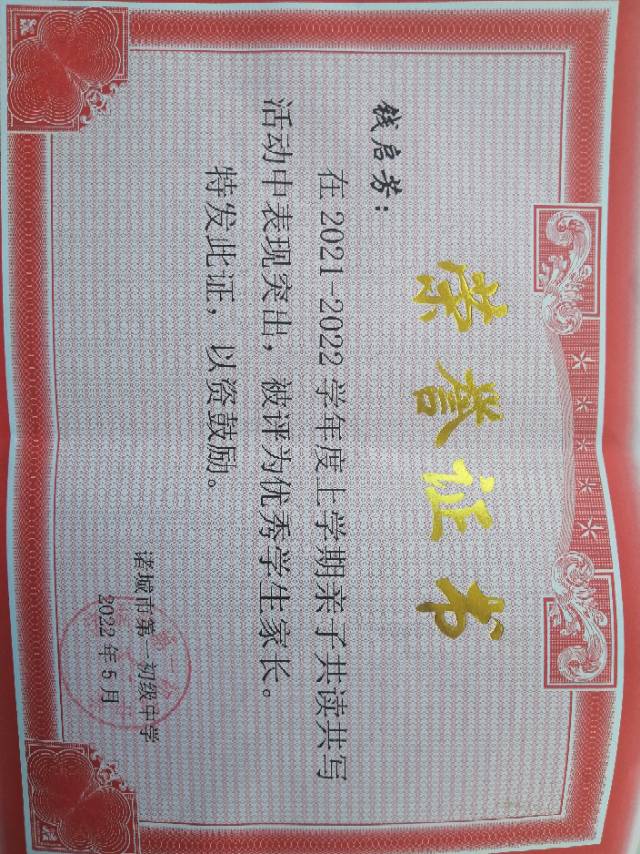 荣誉证书
钱启芳：
在2021-2022学年度上学期亲子共读共写
活动中表现突出，被评为优秀学生家长。
特发此证，以资鼓励。
诸城市第一初级中学
2022年5月